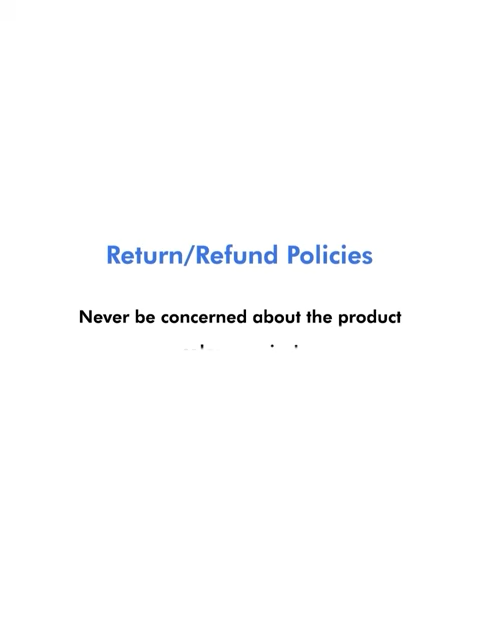 Return/Refund Policies
Never be concerned about the product